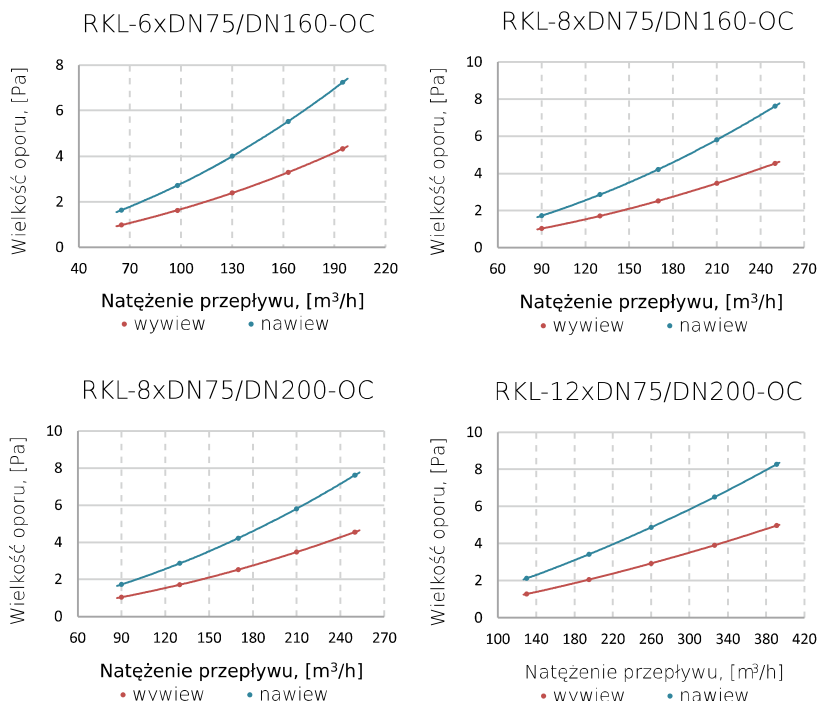 RKL-6xDN75/DN160-OC
Wielkość oporu, [Pa]
8
6
4
2
0
40 70 100 130 160 190 220
Natężenie przepływu, [m³/h]
wywiew nawiew
RKL-8xDN75/DN160-OC
Wielkość oporu, [Pa]
10
8
6
4
2
0
60 90 120 150 180 210 240 270
Natężenie przepływu, [m³/h]
wywiew nawiew
RKL-8xDN75/DN200-OC
Wielkość oporu, [Pa]
10
8
6
4
2
0
60 90 120 150 180 210 240 270
Natężenie przepływu, [m³/h]
wywiew nawiew
RKL-12xDN75/DN200-OC
Wielkość oporu, [Pa]
10
8
6
4
2
0
100 140 180 220 260 300 340 380 420
Natężenie przepływu, [m³/h]
wywiew nawiew